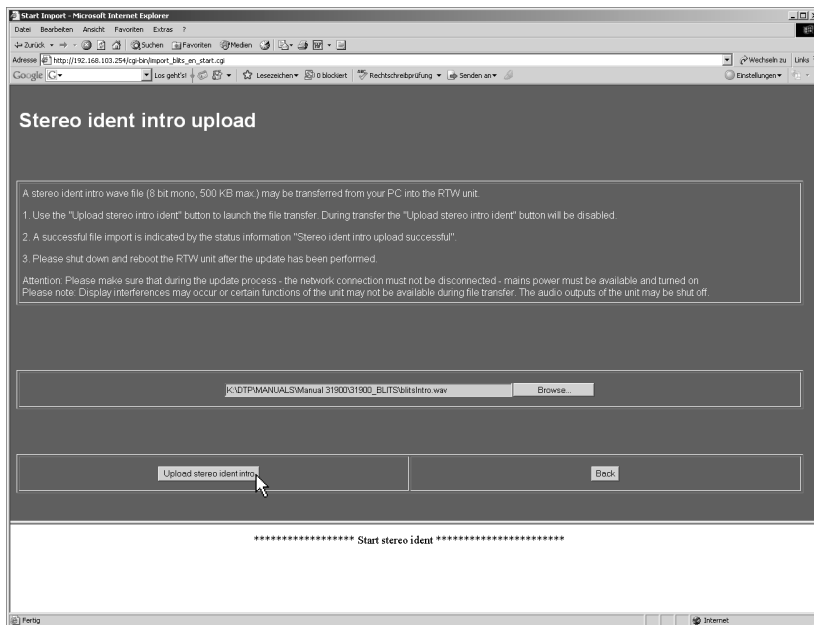 Start Import - Microsoft Internet Explorer
Datei Bearbeiten Ansicht Favoriten Extras ?
Zurück Suchen Favoriten Medien
Adresse http://192.168.103.254/cgi-bin/import_blits_en_start.cgi Wechseln zu Links
Google G Los geht's! Lesezeichen 0 blockiert Rechtschreibprüfung Senden an Einstellungen
Stereo ident intro upload
A stereo ident intro wave file (8 bit mono, 500 KB max.) may be transferred from your PC into the RTW unit.
1. Use the "Upload stereo intro ident" button to launch the file transfer. During transfer the "Upload stereo intro ident" button will be disabled.
2. A successful file import is indicated by the status information "Stereo ident intro upload successful".
3. Please shut down and reboot the RTW unit after the update has been performed.
Attention: Please make sure that during the update process - the network connection must not be disconnected - mains power must be available and turned on
Please note: Display interferences may occur or certain functions of the unit may not be available during file transfer. The audio outputs of the unit may be shut off.
K:\DTP\MANUALS\Manual 31900\31900_BLITS\blitsIntro.wav Browse...
Upload stereo ident intro Back
****************** Start stereo ident ***********************
Fertig Internet